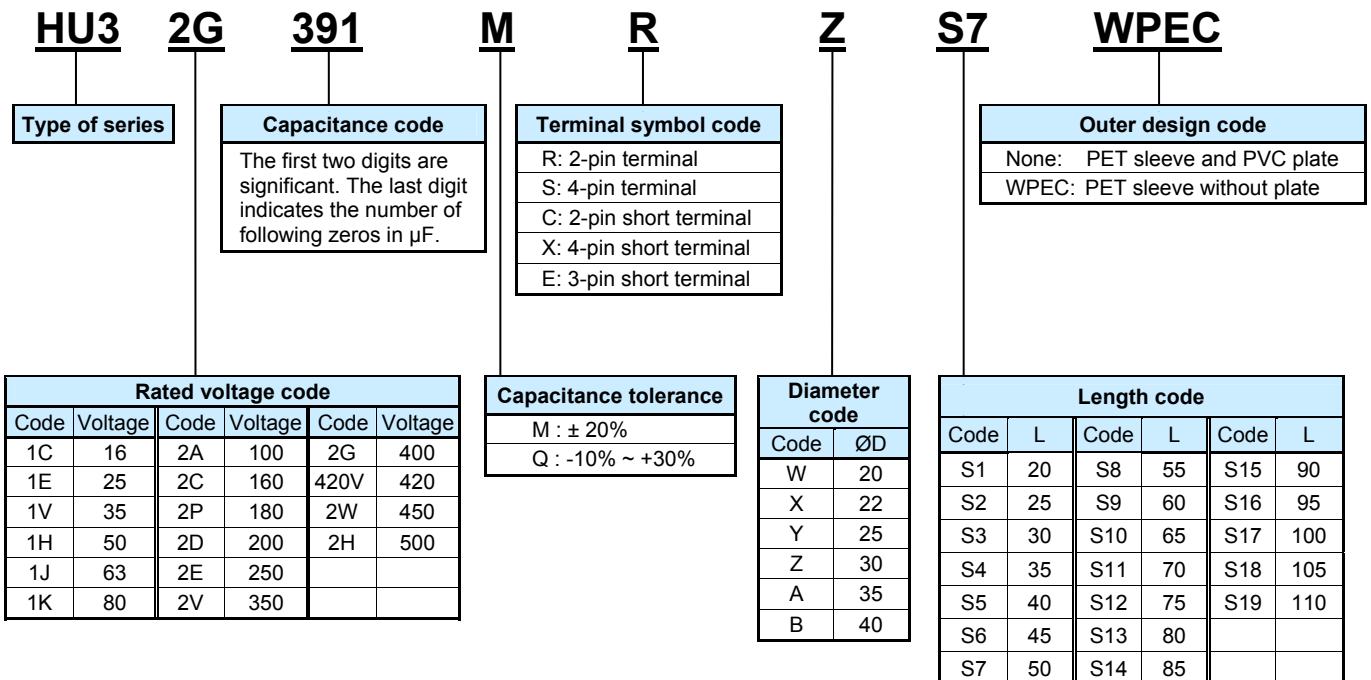 HU3 2G 391 M R Z S7 WPEC
Type of series
Capacitance code
The first two digits are
significant. The last digit
indicates the number of
following zeros in µF.
Terminal symbol code
R: 2-pin terminal
S: 4-pin terminal
C: 2-pin short terminal
X: 4-pin short terminal
E: 3-pin short terminal
Outer design code
None: PET sleeve and PVC plate
WPEC: PET sleeve without plate
Rated voltage code
Code Voltage Code Voltage Code Voltage
1C 16 2A 100 2G 400
1E 25 2C 160 420V 420
1V 35 2P 180 2W 450
1H 50 2D 200 2H 500
1J 63 2E 250
1K 80 2V 350
Capacitance tolerance
M : ± 20%
Q : -10% ~ +30%
Diameter
code
Code ØD
W 20
X 22
Y 25
Z 30
A 35
B 40
Length code
Code L Code L Code L
S1 20 S8 55 S15 90
S2 25 S9 60 S16 95
S3 30 S10 65 S17 100
S4 35 S11 70 S18 105
S5 40 S12 75 S19 110
S6 45 S13 80
S7 50 S14 85